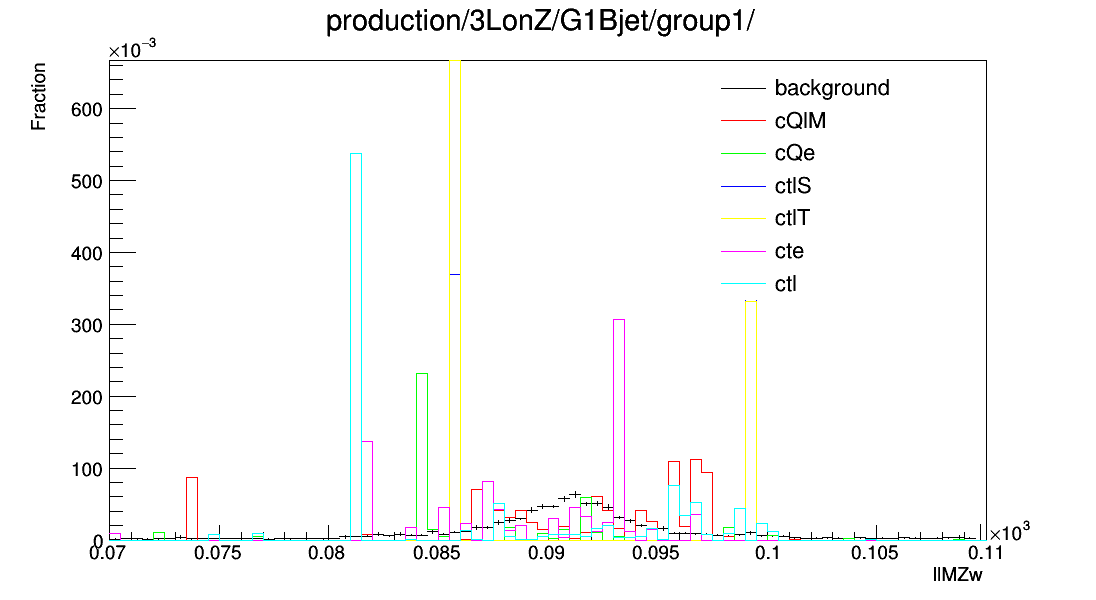 production/3LonZ/G1Bjet/group1/
×10⁻³
Fraction
600
500
400
300
200
100
0
background
cQlM
cQe
ctlS
ctlT
cte
ctl
0.07
0.075
0.08
0.085
0.09
0.095
0.1
0.105
0.11
×10³
llMZw